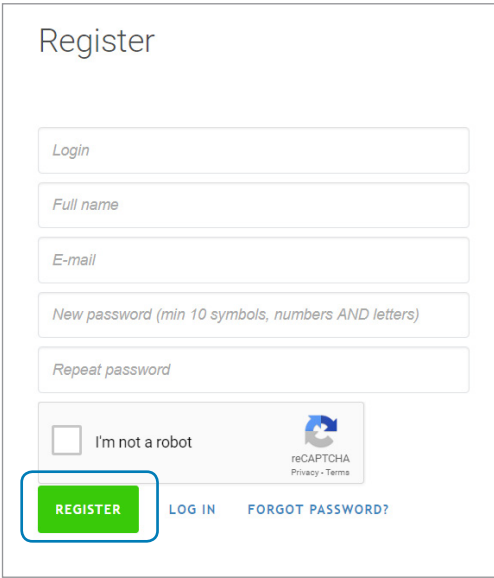 Register
Login
Full name
E-mail
New password (min 10 symbols, numbers AND letters)
Repeat password
I'm not a robot
reCAPTCHA
Privacy - Terms
REGISTER LOG IN FORGOT PASSWORD?